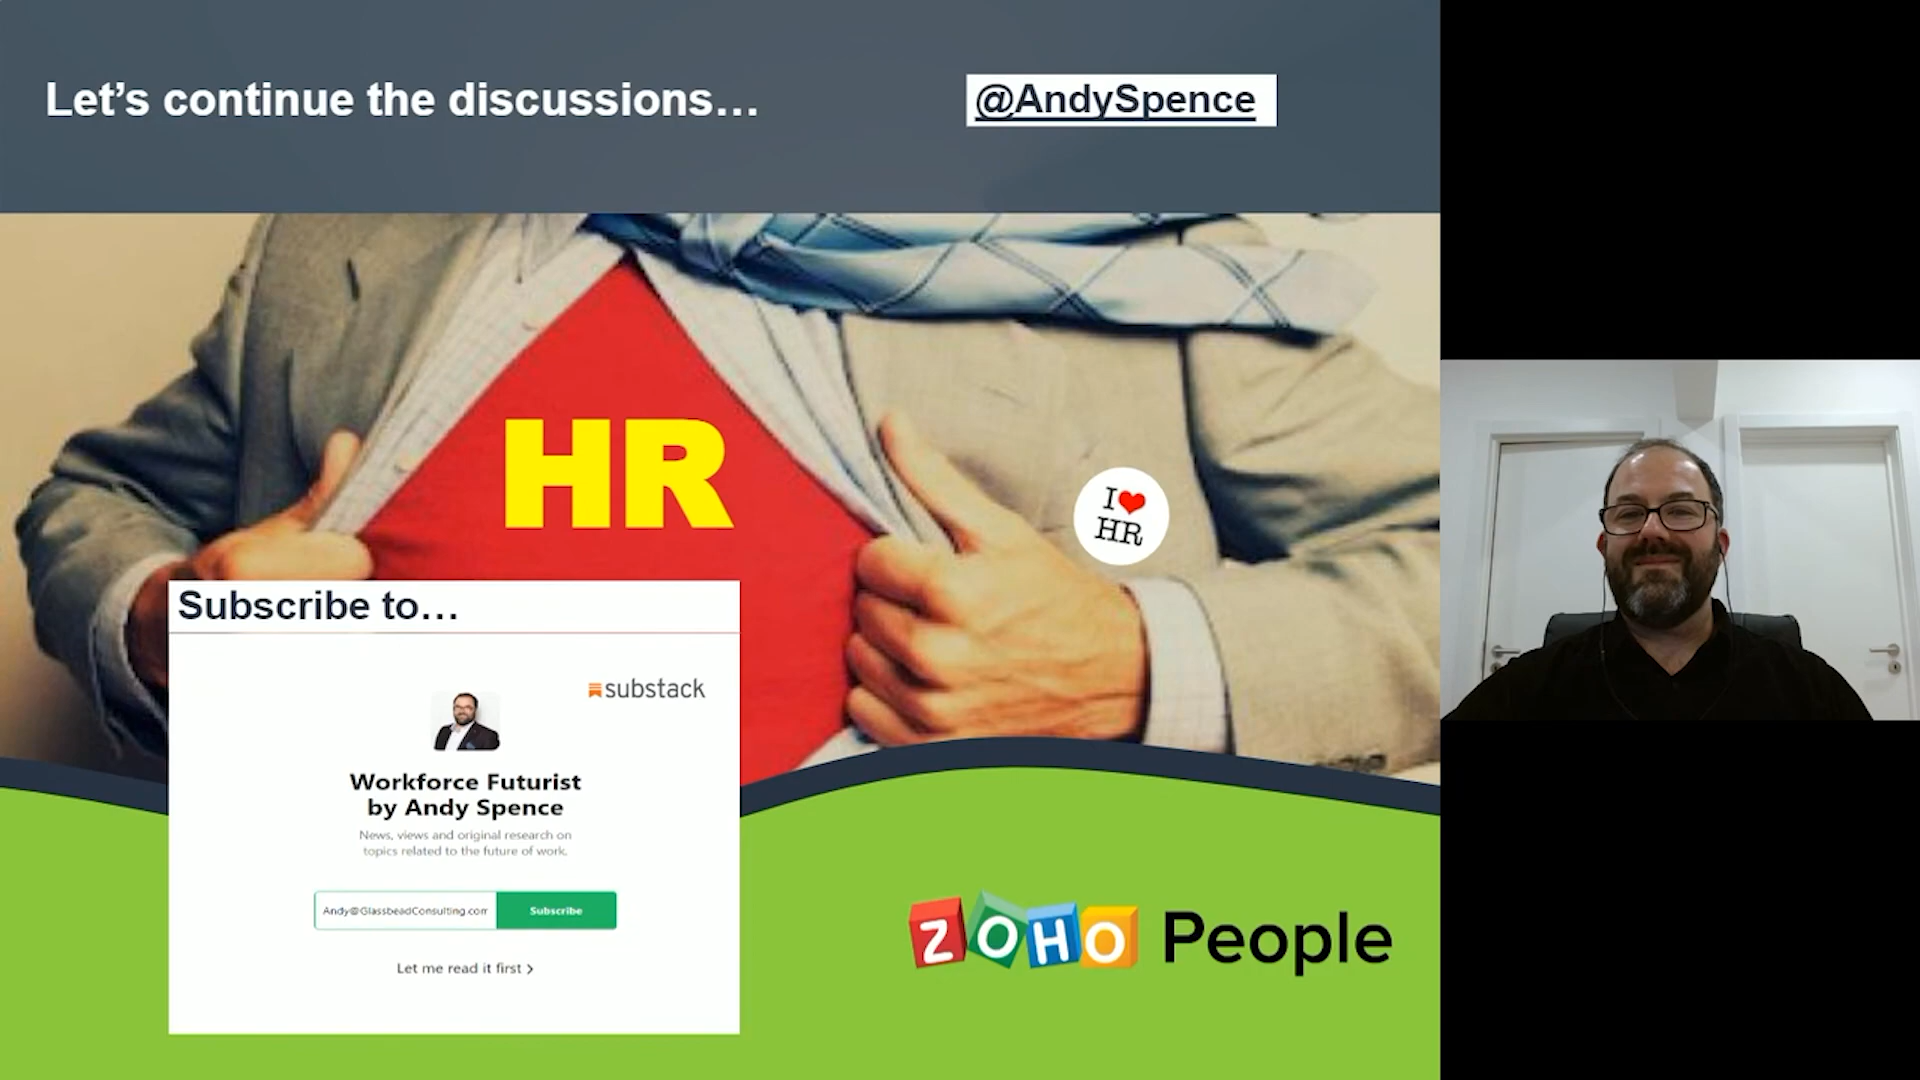 Let's continue the discussions…
@AndySpence
HR
I❤
HR
Subscribe to…
substack
Workforce Futurist
by Andy Spence
News, views and original research on
topics related to the future of work.
Andy@GlassbeadConsulting.com
Subscribe
Let me read it first >
ZOHO People